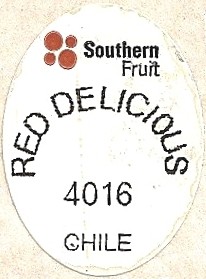 Southern
Fruit
RED DELICIOUS
4016
CHILE